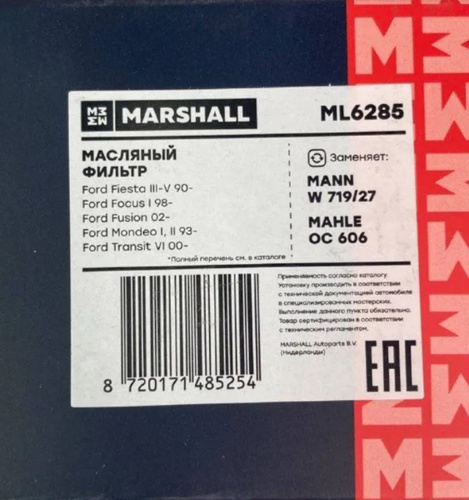 MARSHALL
ML6285
МАСЛЯНЫЙ
ФИЛЬТР
Ford Fiesta III-V 90-
Ford Focus I 98-
Ford Fusion 02-
Ford Mondeo I, II 93-
Ford Transit VI 00-
*Полный перечень см. в каталоге
Заменяет:
MANN
W 719/27
MAHLE
OC 606
Применяемость согласно каталогу.
Установку производить в соответствии
с технической документацией автомобиля
в специализированных мастерских.
Выполнение данного пункта обязательно.
Товар сертифицирован в соответствии
с техническим регламентом.
MARSHALL Autoparts B.V.
(Нидерланды)
8 720171 485254
EAC